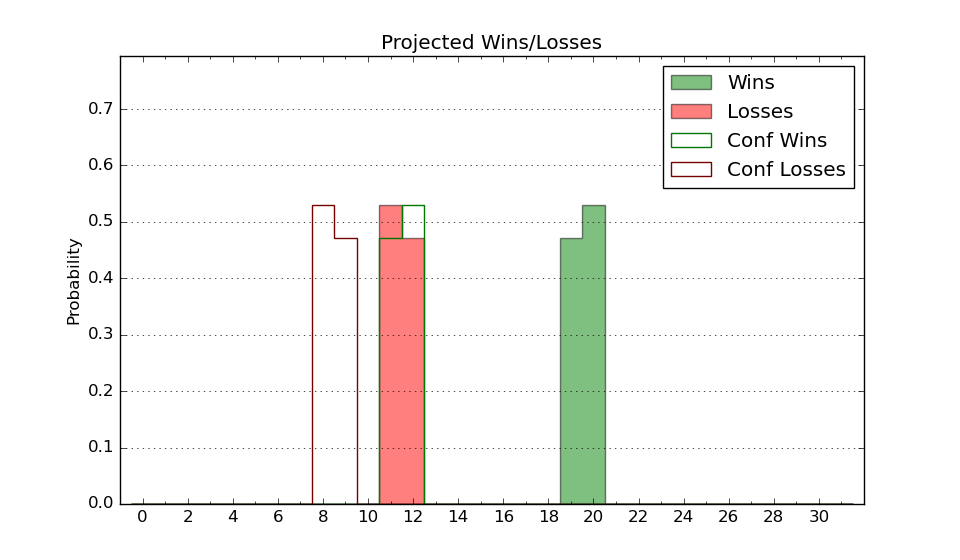 Projected Wins/Losses
Wins
Losses
Conf Wins
Conf Losses
Probability
0.7
0.6
0.5
0.4
0.3
0.2
0.1
0.0
0 2 4 6 8 10 12 14 16 18 20 22 24 26 28 30